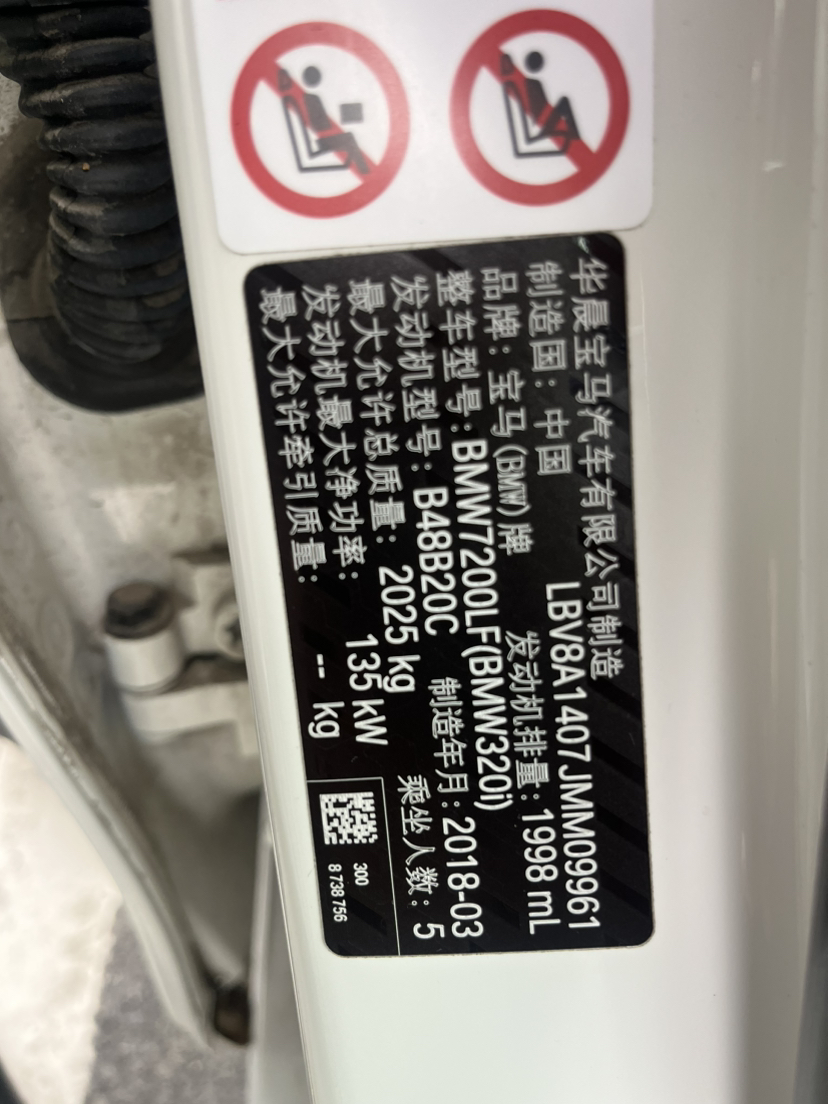 华晨宝马汽车有限公司制造
制造国：中国 LBV8A1407JMM09961
品牌：宝马(BMW)牌 发动机排量：1998 mL
整车型号：BMW7200LF(BMW320i)
发动机型号：B48B20C 制造年月：2018-03
最大允许总质量：2025 kg 乘坐人数：5
发动机最大净功率：135 kW
最大允许牵引质量：-- kg
300
8 738 756